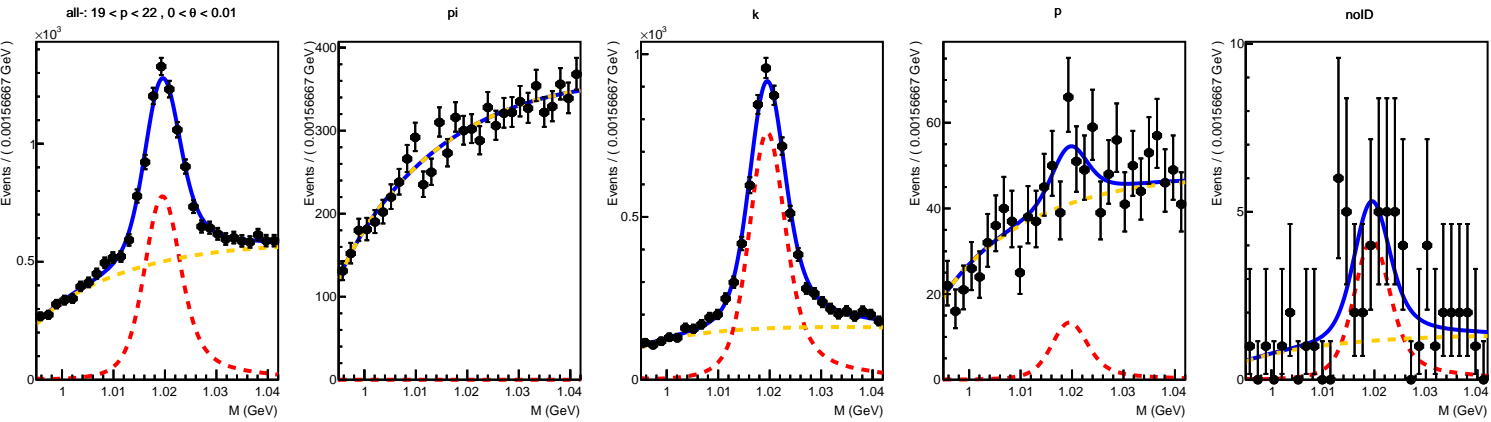 all-: 19 < p < 22 , 0 < θ < 0.01
×10³
Events / ( 0.00156667 GeV )
1
0.5
0
1 1.01 1.02 1.03 1.04
M (GeV)
pi
Events / ( 0.00156667 GeV )
400
300
200
100
0
1 1.01 1.02 1.03 1.04
M (GeV)
k
×10³
Events / ( 0.00156667 GeV )
1
0.5
0
1 1.01 1.02 1.03 1.04
M (GeV)
p
Events / ( 0.00156667 GeV )
60
40
20
0
1 1.01 1.02 1.03 1.04
M (GeV)
noID
Events / ( 0.00156667 GeV )
10
5
0
1 1.01 1.02 1.03 1.04
M (GeV)